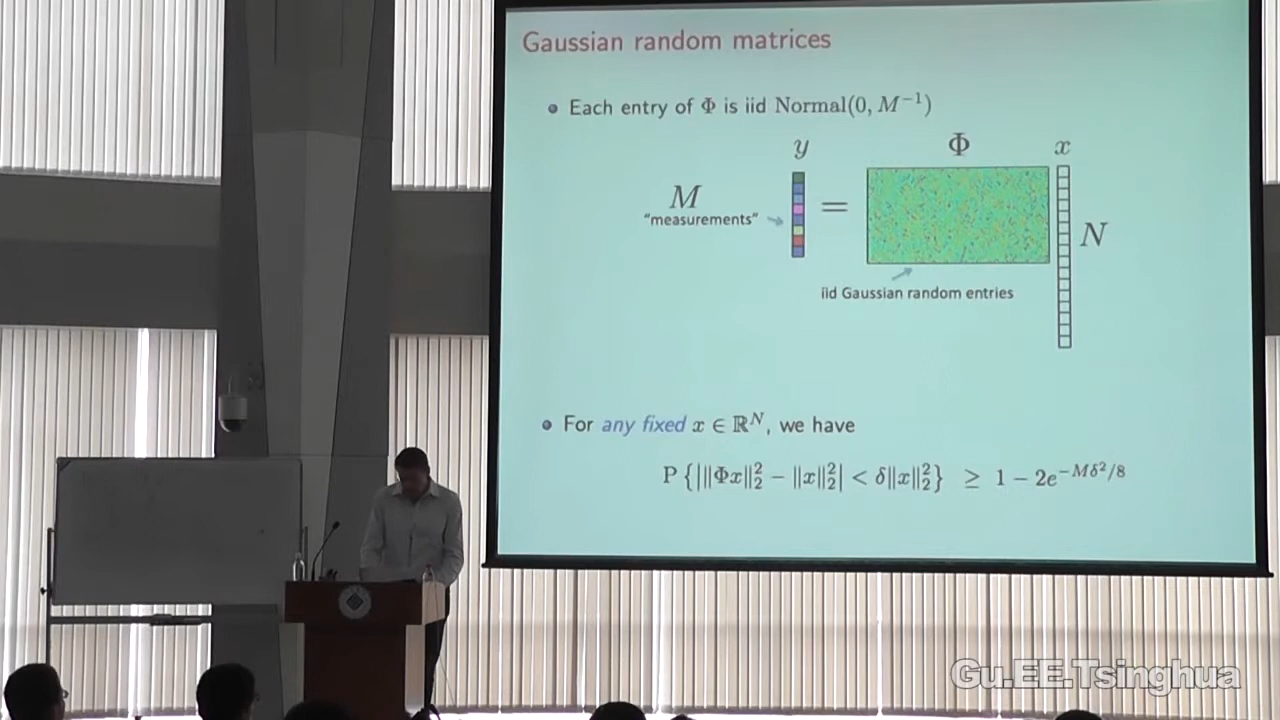 Gaussian random matrices
Each entry of Φ is iid Normal(0, M⁻¹)
y Φ x
M
"measurements"
=
N
iid Gaussian random entries
For any fixed x ∈ ℝᴺ, we have
P {|‖Φx‖₂² − ‖x‖₂²| < δ‖x‖₂²} ≥ 1 − 2e^{−Mδ²/8}
Gu.EE.Tsinghua